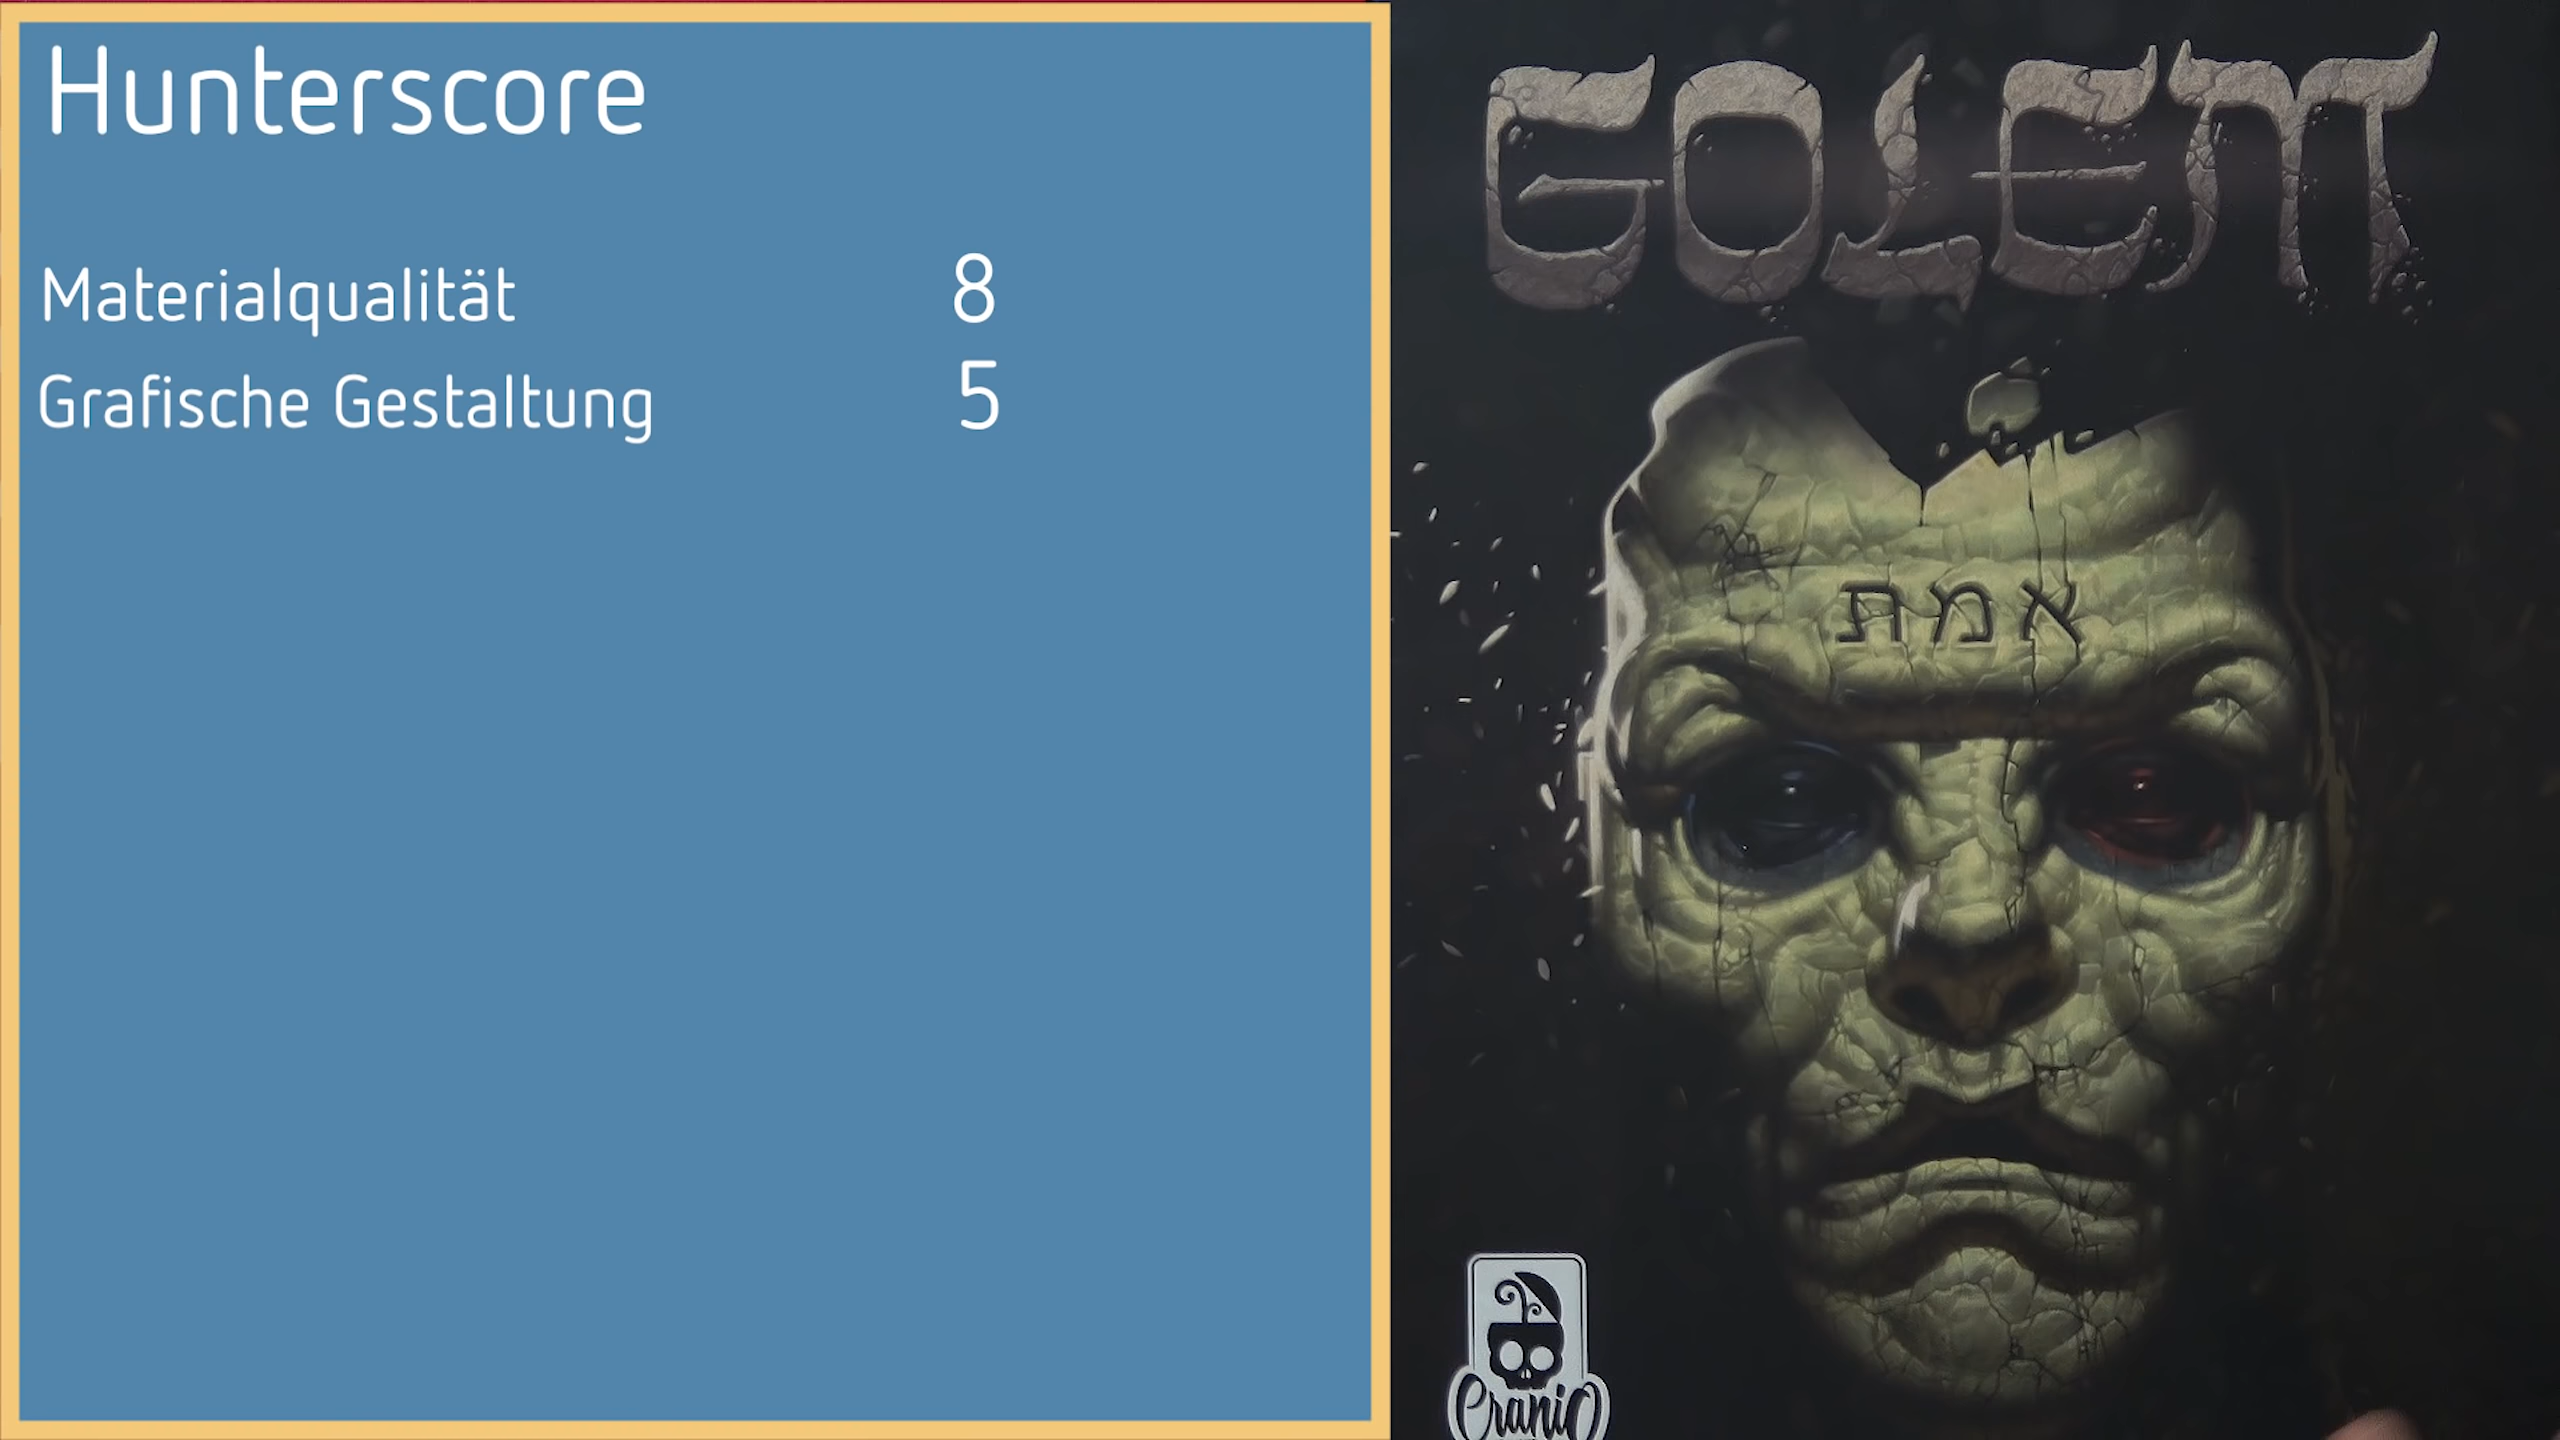 Hunterscore
Materialqualität 8
Grafische Gestaltung 5
GOLEM
אמת
Cranio